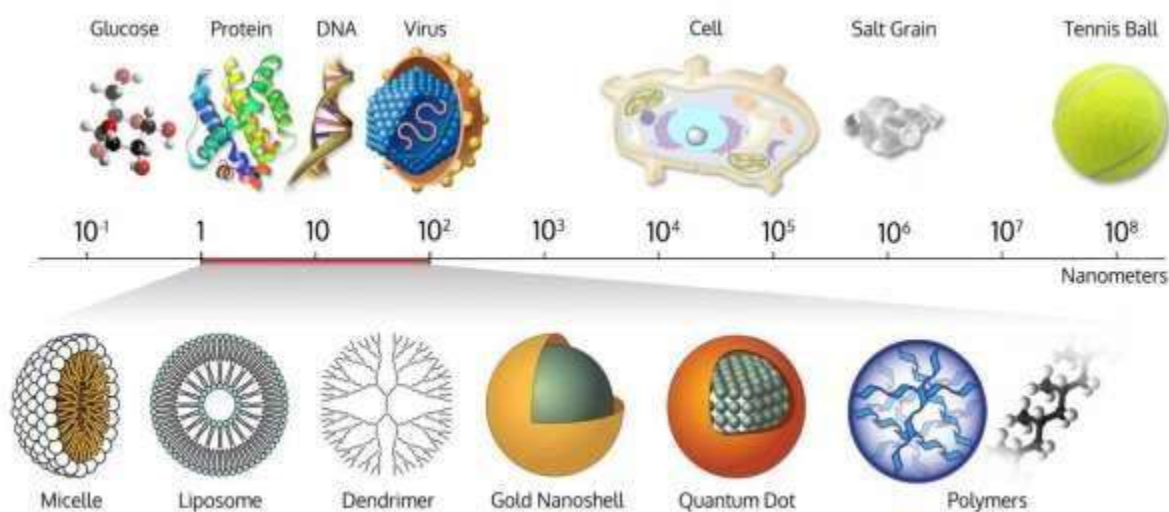 Glucose Protein DNA Virus Cell Salt Grain Tennis Ball
10⁻¹ 1 10 10² 10³ 10⁴ 10⁵ 10⁶ 10⁷ 10⁸
Nanometers
Micelle Liposome Dendrimer Gold Nanoshell Quantum Dot Polymers